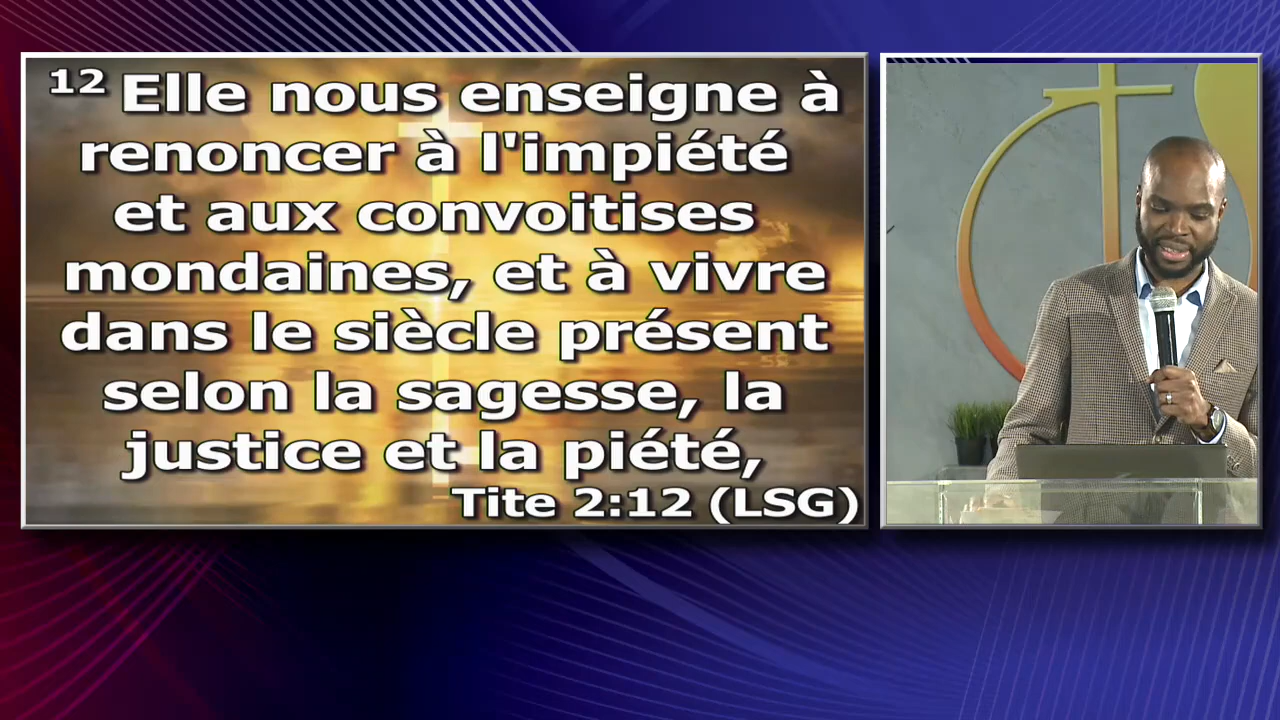 12 Elle nous enseigne à
renoncer à l'impiété
et aux convoitises
mondaines, et à vivre
dans le siècle présent
selon la sagesse, la
justice et la piété,
Tite 2:12 (LSG)